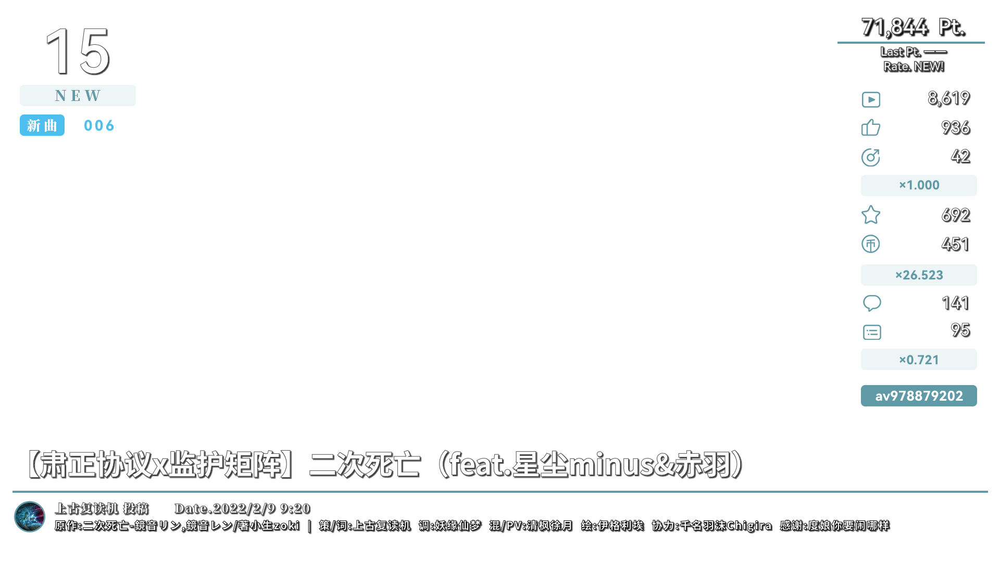 15
NEW
新曲 006
71,844 Pt.
Last Pt. ——
Rate. NEW!
8,619
936
42
×1.000
692
451
×26.523
141
95
×0.721
av978879202
【肃正协议x监护矩阵】二次死亡（feat.星尘minus&赤羽）
上古复读机 投稿 Date.2022/2/9 9:20
原作:二次死亡-鏡音リン,鏡音レン/著小生zoki | 策/词:上古复读机 调:妖缘仙梦 混/PV:清枫徐月 绘:伊格利埃 协力:千名羽沫Chigira 感谢:度娘你要闹哪样